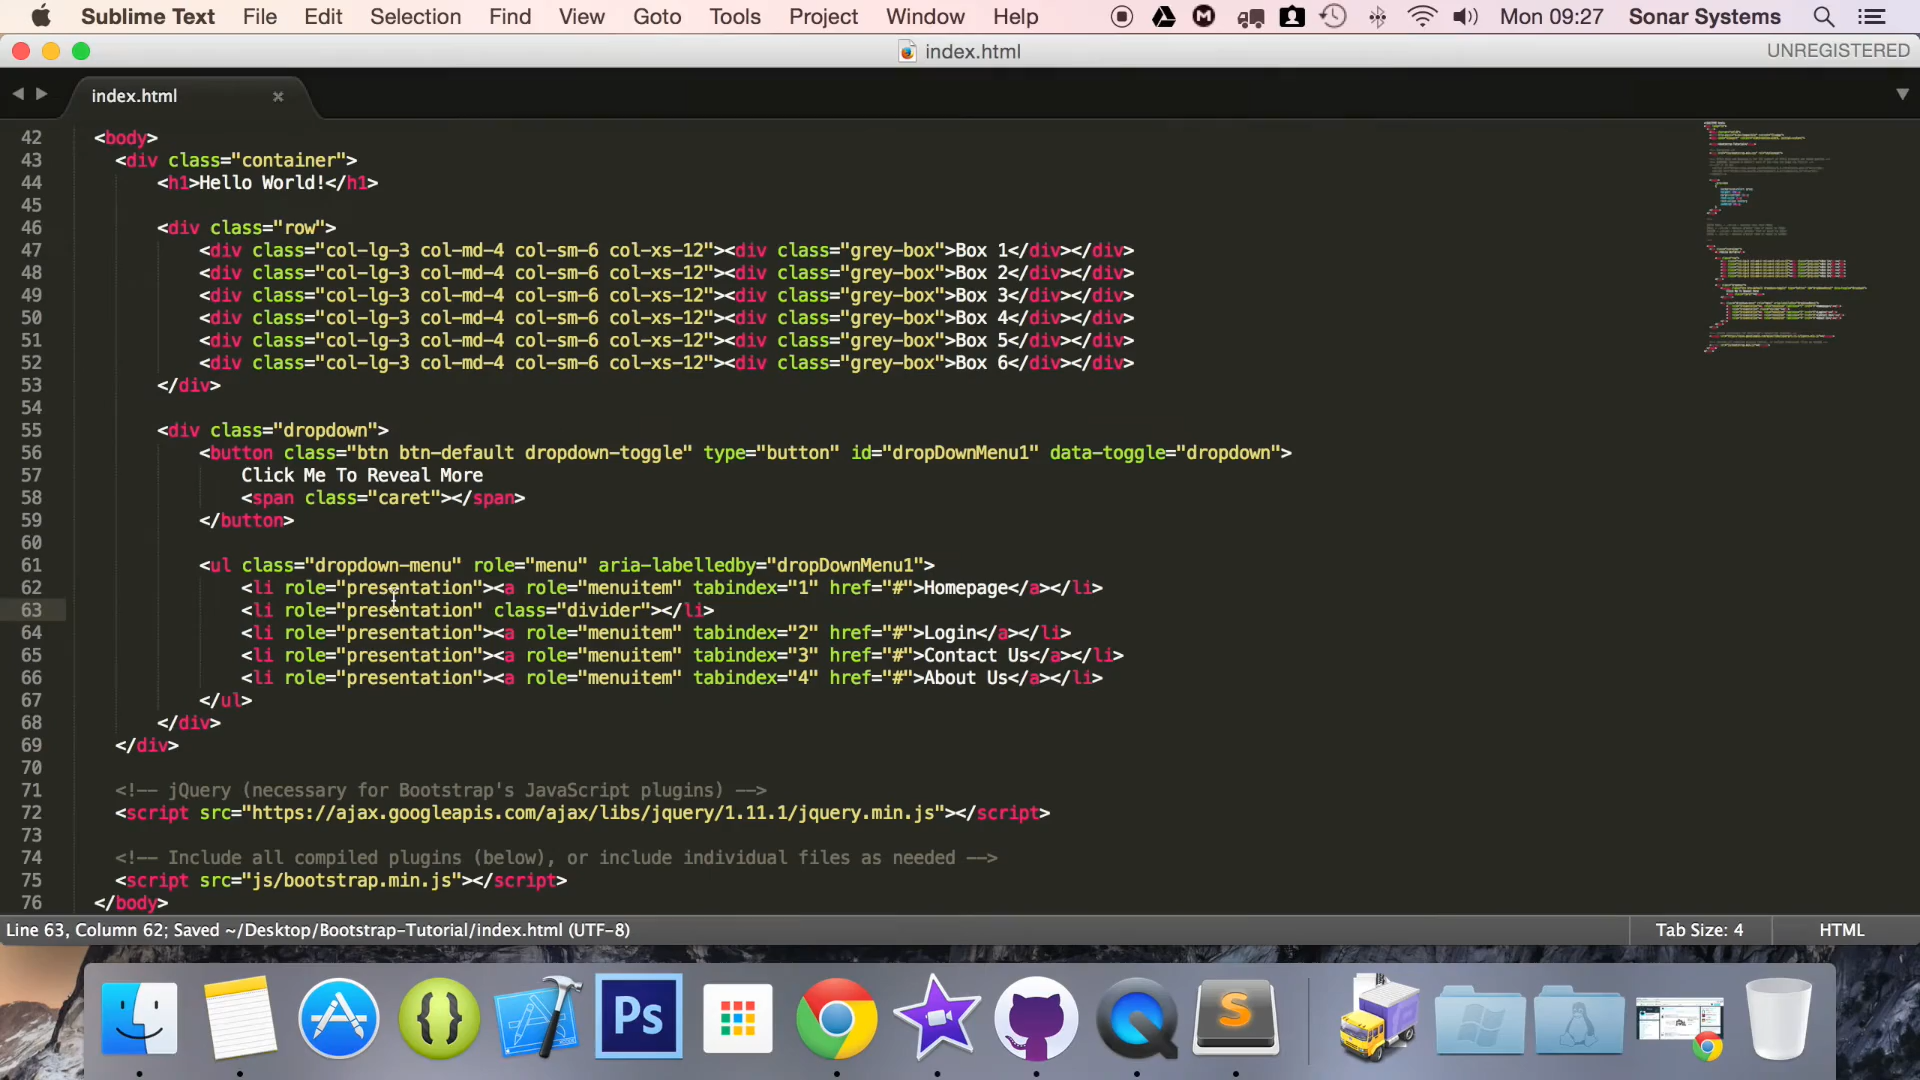 Sublime Text File Edit Selection Find View Goto Tools Project Window Help Mon 09:27 Sonar Systems
index.html UNREGISTERED
index.html
42 <body>
43 <div class="container">
44 <h1>Hello World!</h1>
45
46 <div class="row">
47 <div class="col-lg-3 col-md-4 col-sm-6 col-xs-12"><div class="grey-box">Box 1</div></div>
48 <div class="col-lg-3 col-md-4 col-sm-6 col-xs-12"><div class="grey-box">Box 2</div></div>
49 <div class="col-lg-3 col-md-4 col-sm-6 col-xs-12"><div class="grey-box">Box 3</div></div>
50 <div class="col-lg-3 col-md-4 col-sm-6 col-xs-12"><div class="grey-box">Box 4</div></div>
51 <div class="col-lg-3 col-md-4 col-sm-6 col-xs-12"><div class="grey-box">Box 5</div></div>
52 <div class="col-lg-3 col-md-4 col-sm-6 col-xs-12"><div class="grey-box">Box 6</div></div>
53 </div>
54
55 <div class="dropdown">
56 <button class="btn btn-default dropdown-toggle" type="button" id="dropDownMenu1" data-toggle="dropdown">
57 Click Me To Reveal More
58 <span class="caret"></span>
59 </button>
60
61 <ul class="dropdown-menu" role="menu" aria-labelledby="dropDownMenu1">
62 <li role="presentation"><a role="menuitem" tabindex="1" href="#">Homepage</a></li>
63 <li role="presentation" class="divider"></li>
64 <li role="presentation"><a role="menuitem" tabindex="2" href="#">Login</a></li>
65 <li role="presentation"><a role="menuitem" tabindex="3" href="#">Contact Us</a></li>
66 <li role="presentation"><a role="menuitem" tabindex="4" href="#">About Us</a></li>
67 </ul>
68 </div>
69 </div>
70
71 <!-- jQuery (necessary for Bootstrap's JavaScript plugins) -->
72 <script src="https://ajax.googleapis.com/ajax/libs/jquery/1.11.1/jquery.min.js"></script>
73
74 <!-- Include all compiled plugins (below), or include individual files as needed -->
75 <script src="js/bootstrap.min.js"></script>
76 </body>
Line 63, Column 62; Saved ~/Desktop/Bootstrap-Tutorial/index.html (UTF-8) Tab Size: 4 HTML
Ps